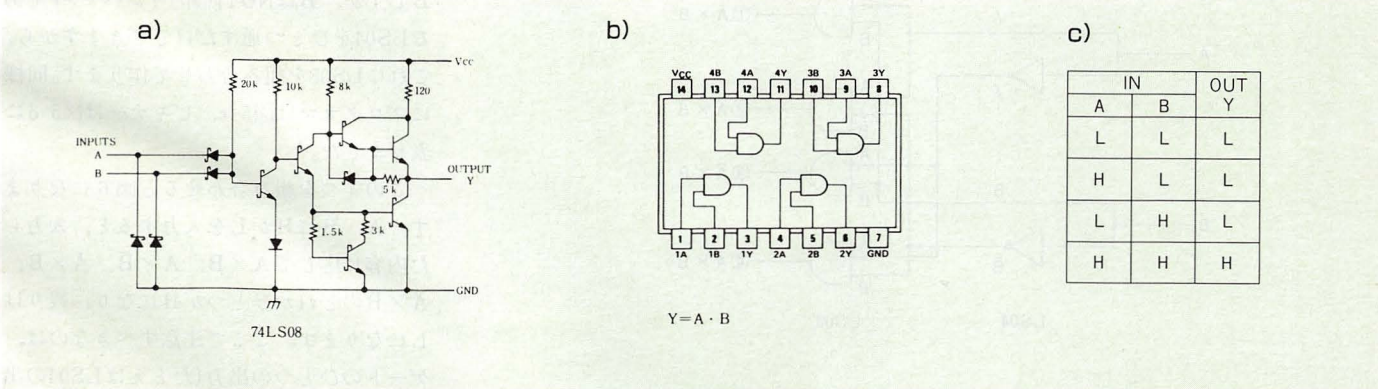 a)
Vcc
20k 10k 8k 120
INPUTS
A
B
OUTPUT
Y
5k
1.5k 3k
GND
74LS08
b)
VCC 4B 4A 4Y 3B 3A 3Y
14 13 12 11 10 9 8
1 2 3 4 5 6 7
1A 1B 1Y 2A 2B 2Y GND
Y=A・B
c)
IN OUT
A B Y
L L L
H L L
L H L
H H H